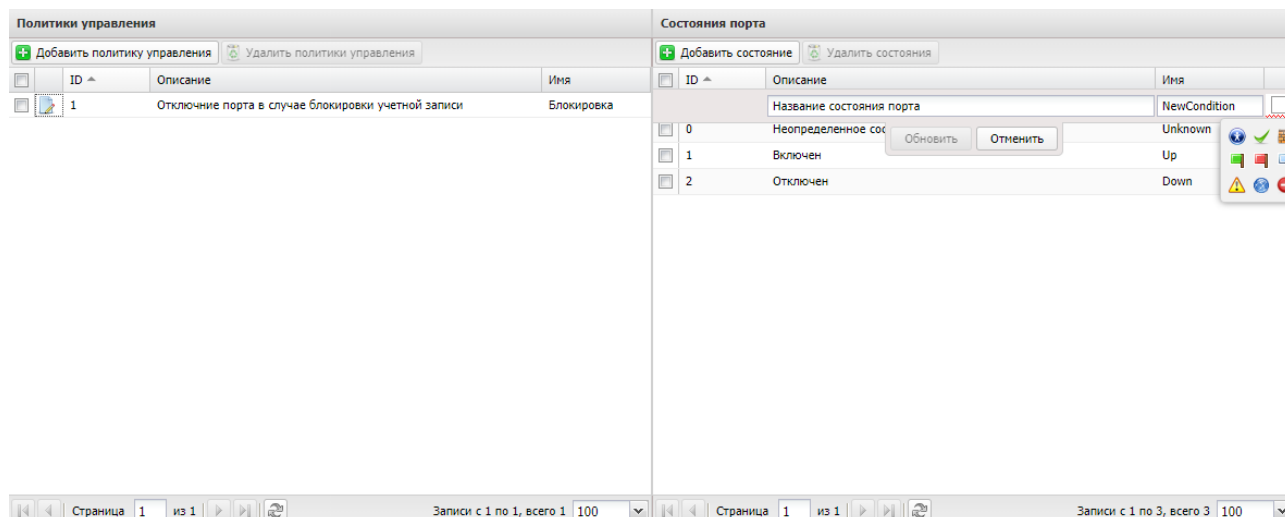 Политики управления
Добавить политику управления Удалить политики управления
ID Описание Имя
1 Отключние порта в случае блокировки учетной записи Блокировка
Страница 1 из 1 Записи с 1 по 1, всего 1 100
Состояния порта
Добавить состояние Удалить состояния
ID Описание Имя
Название состояния порта NewCondition
0 Неопределенное Unknown
Обновить Отменить
1 Включен Up
2 Отключен Down
Страница 1 из 1 Записи с 1 по 3, всего 3 100